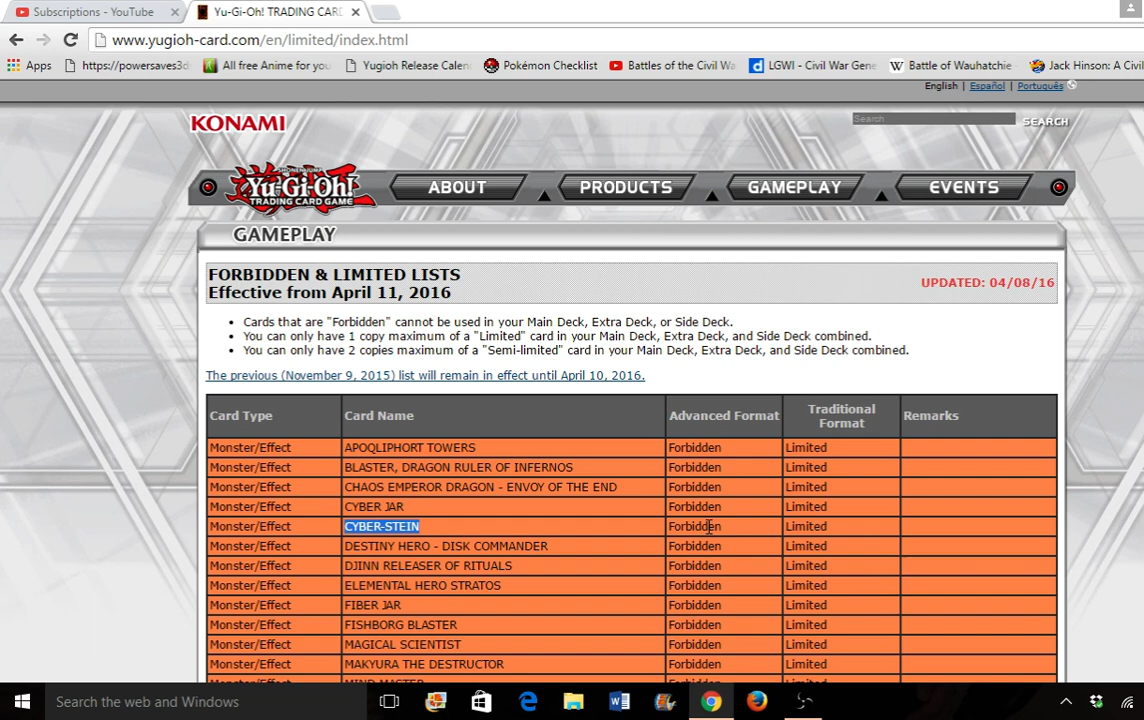 Subscriptions - YouTube
Yu-Gi-Oh! TRADING CARD
www.yugioh-card.com/en/limited/index.html
Apps
https://powersaves3d
All free Anime for you
Yugioh Release Calen
Pokémon Checklist
Battles of the Civil Wa
LGWI - Civil War Gene
Battle of Wauhatchie
Jack Hinson: A Civil
English | Español | Português
KONAMI
Search
SEARCH
SHONEN JUMP
Yu-Gi-Oh!
TRADING CARD GAME
ABOUT
PRODUCTS
GAMEPLAY
EVENTS
GAMEPLAY
FORBIDDEN & LIMITED LISTS
Effective from April 11, 2016
UPDATED: 04/08/16
• Cards that are "Forbidden" cannot be used in your Main Deck, Extra Deck, or Side Deck.
• You can only have 1 copy maximum of a "Limited" card in your Main Deck, Extra Deck, and Side Deck combined.
• You can only have 2 copies maximum of a "Semi-limited" card in your Main Deck, Extra Deck, and Side Deck combined.
The previous (November 9, 2015) list will remain in effect until April 10, 2016.
Card Type Card Name Advanced Format Traditional Format Remarks
Monster/Effect APOQLIPHORT TOWERS Forbidden Limited
Monster/Effect BLASTER, DRAGON RULER OF INFERNOS Forbidden Limited
Monster/Effect CHAOS EMPEROR DRAGON - ENVOY OF THE END Forbidden Limited
Monster/Effect CYBER JAR Forbidden Limited
Monster/Effect CYBER-STEIN Forbidden Limited
Monster/Effect DESTINY HERO - DISK COMMANDER Forbidden Limited
Monster/Effect DJINN RELEASER OF RITUALS Forbidden Limited
Monster/Effect ELEMENTAL HERO STRATOS Forbidden Limited
Monster/Effect FIBER JAR Forbidden Limited
Monster/Effect FISHBORG BLASTER Forbidden Limited
Monster/Effect MAGICAL SCIENTIST Forbidden Limited
Monster/Effect MAKYURA THE DESTRUCTOR Forbidden Limited
Search the web and Windows